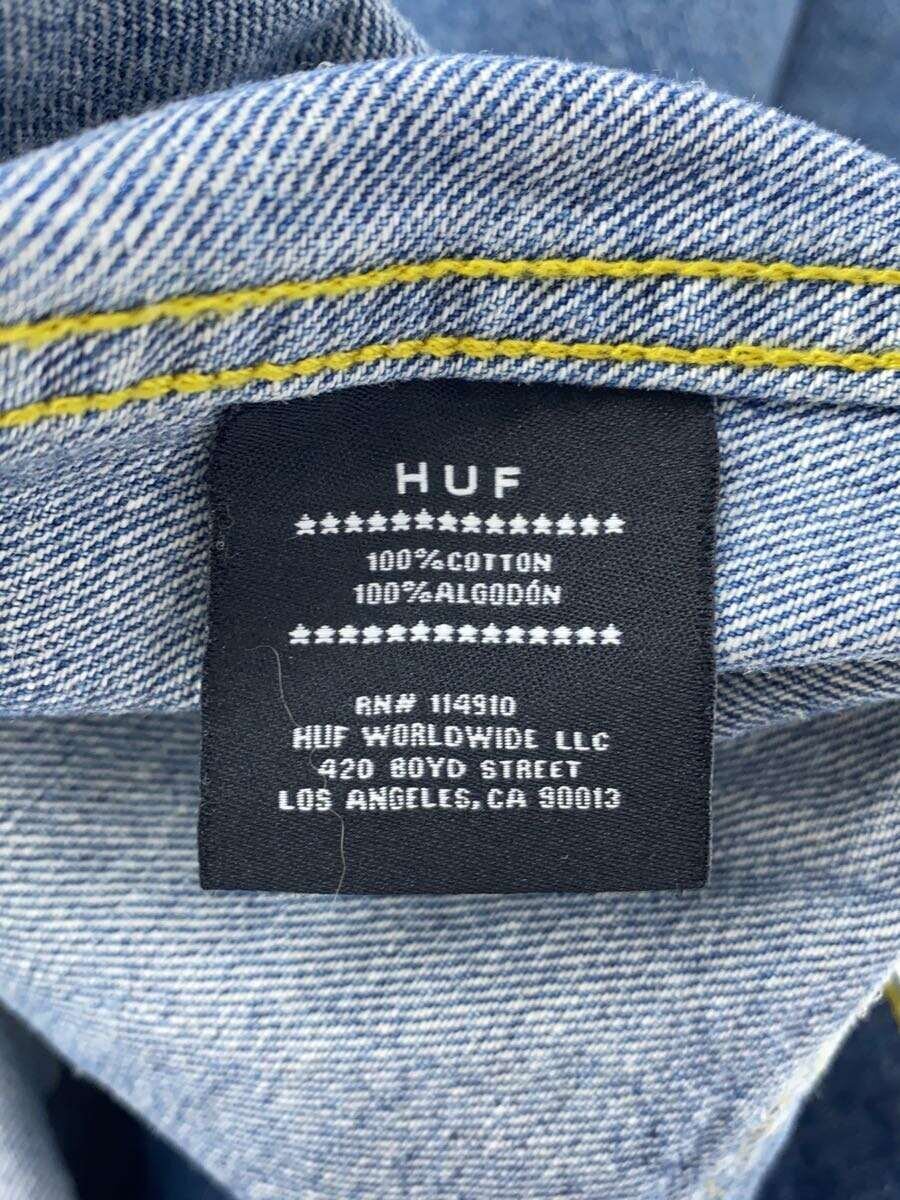 HUF
★★★★★★★★★★★★★★
100%COTTON
100%ALGODÓN
★★★★★★★★★★★★★★
RN# 114910
HUF WORLDWIDE LLC
420 BOYD STREET
LOS ANGELES, CA 90013